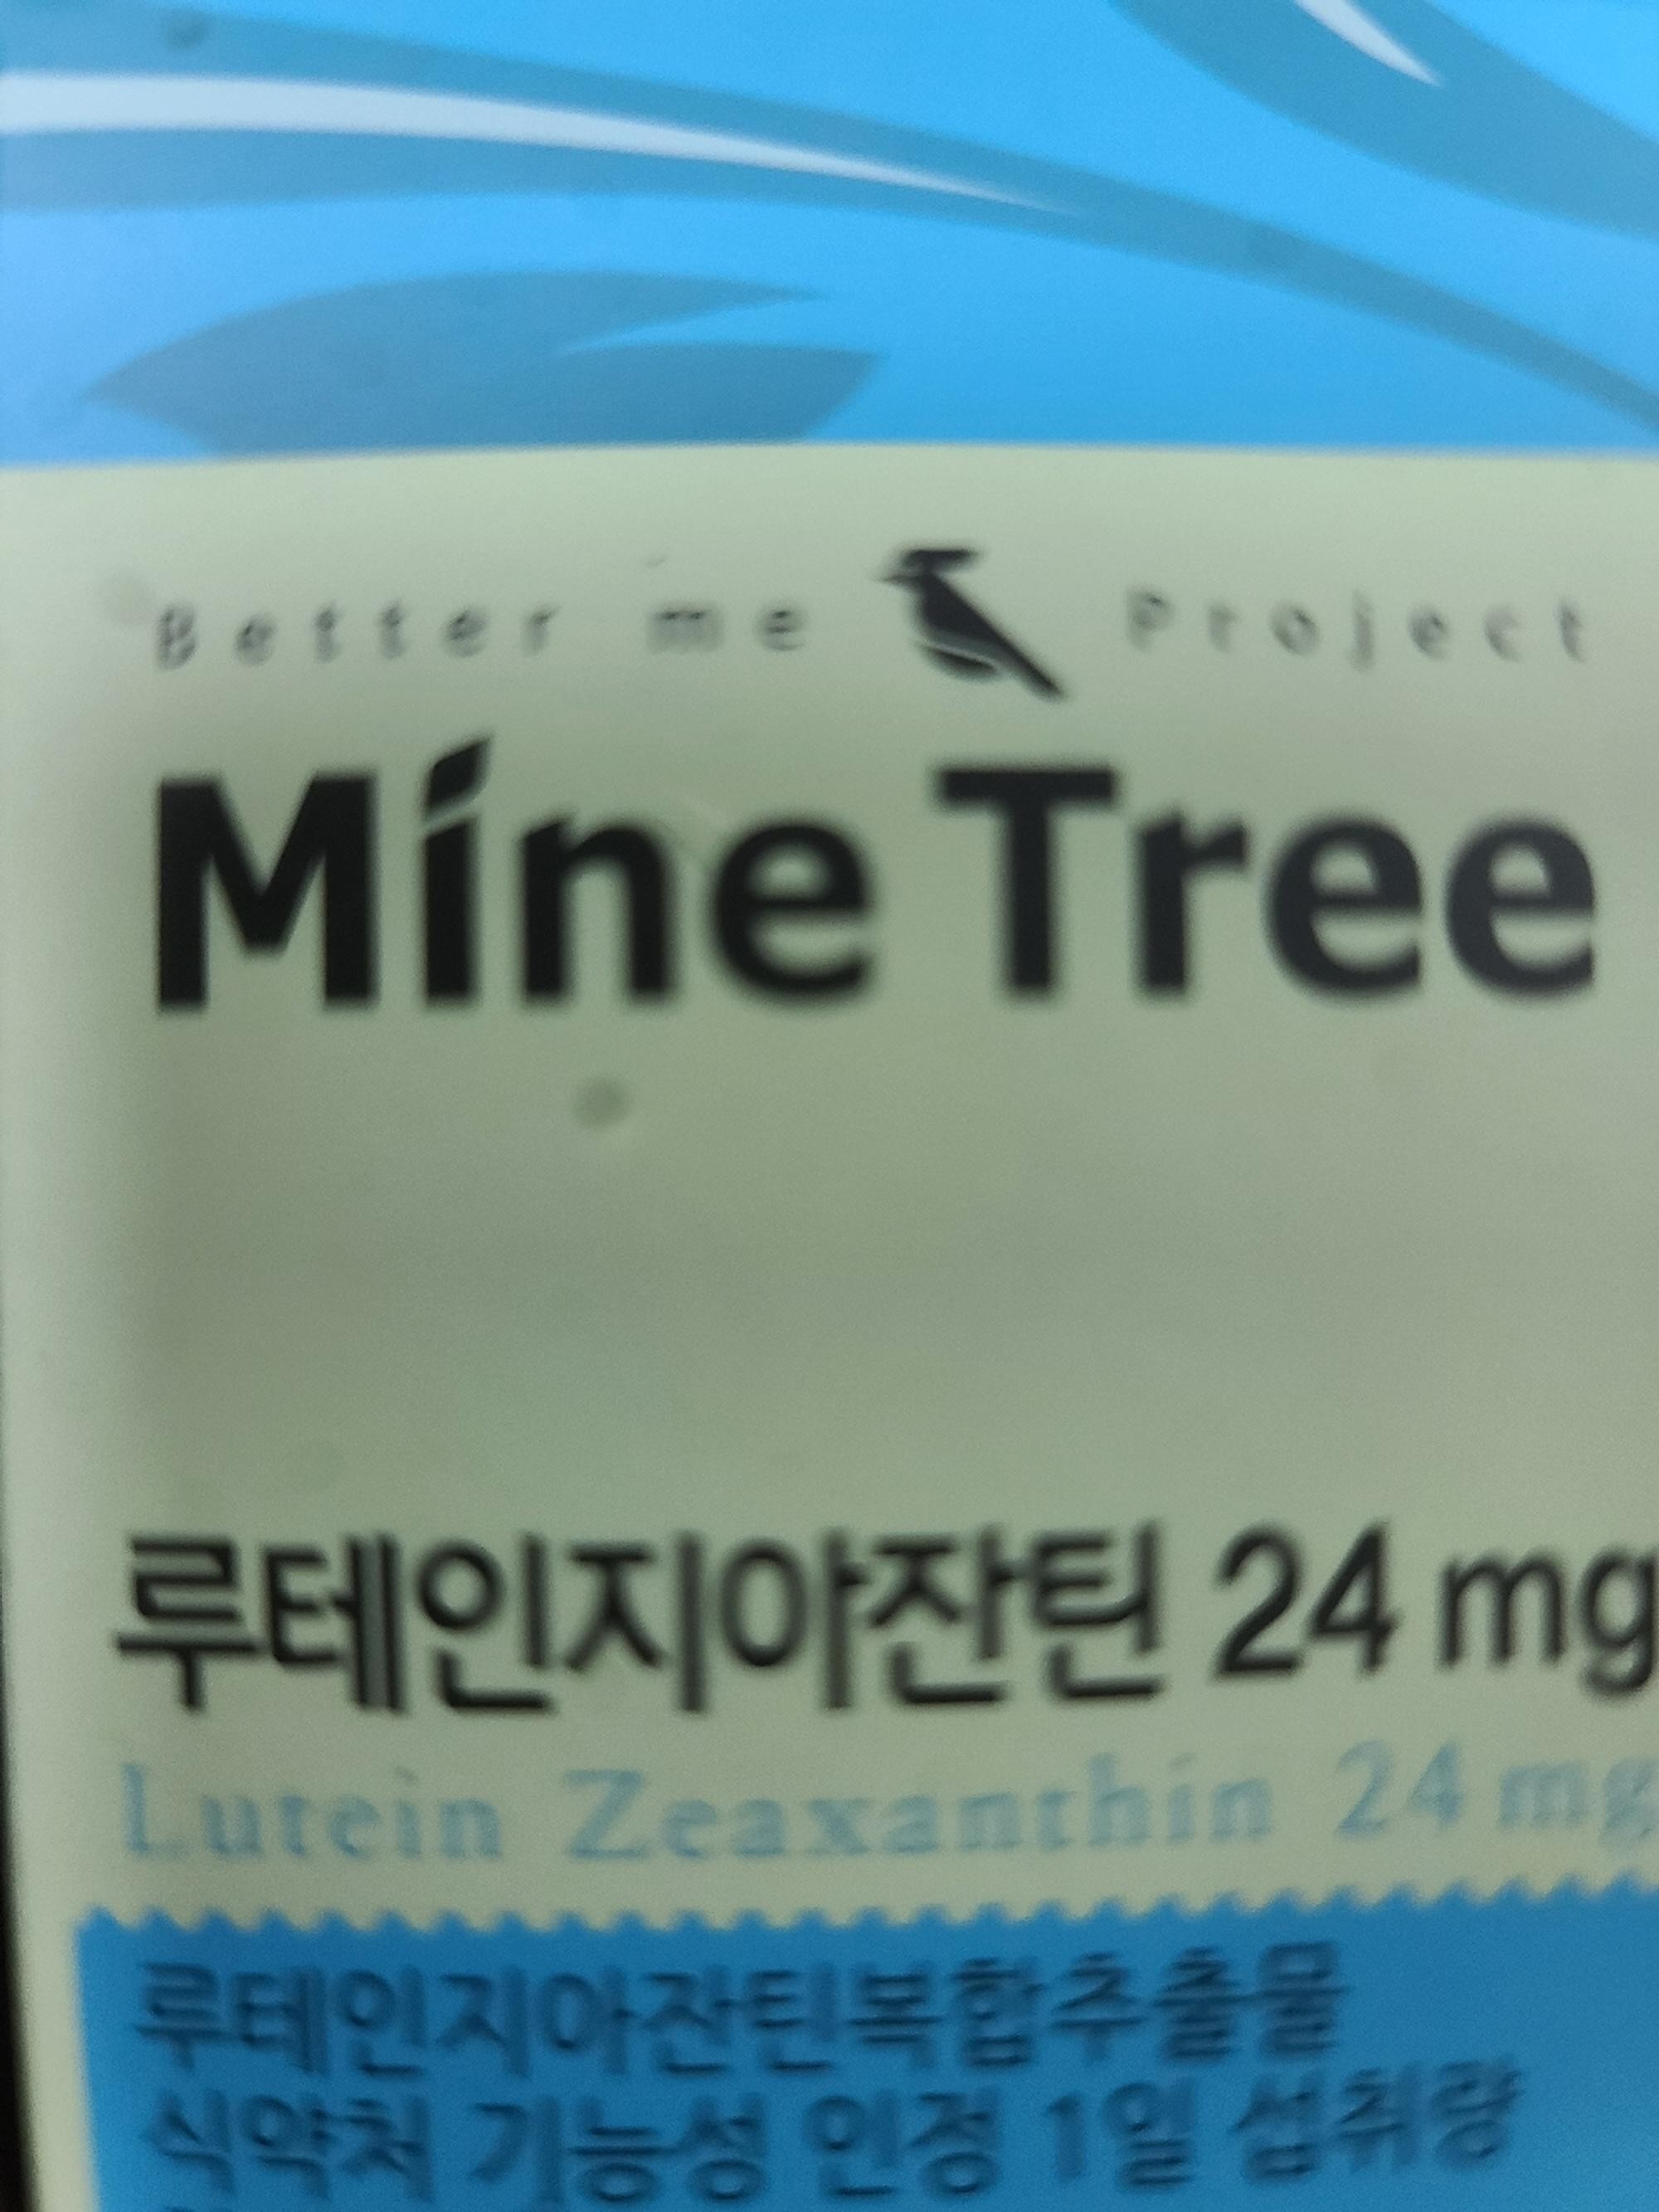 Better me Project
Mine Tree
루테인지아잔틴 24 mg
Lutein Zeaxanthin 24 mg
루테인지아잔틴복합추출물
식약처 기능성 인정 1일 섭취량